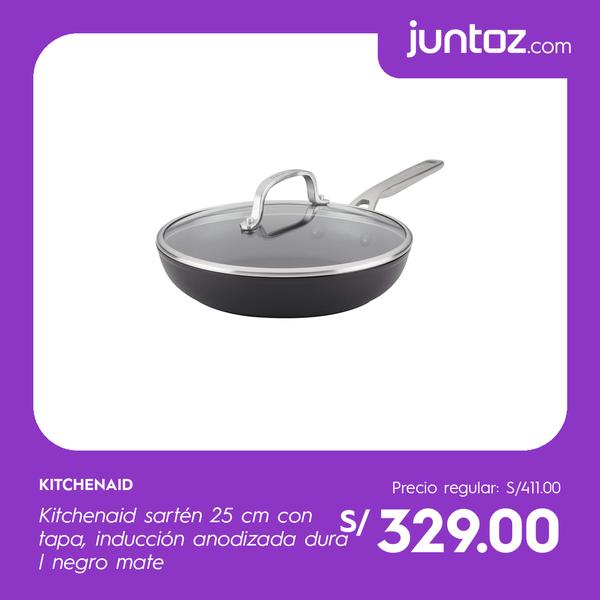 juntoz.com
KITCHENAID
Kitchenaid sartén 25 cm con
tapa, inducción anodizada dura
| negro mate
Precio regular: S/411.00
S/ 329.00